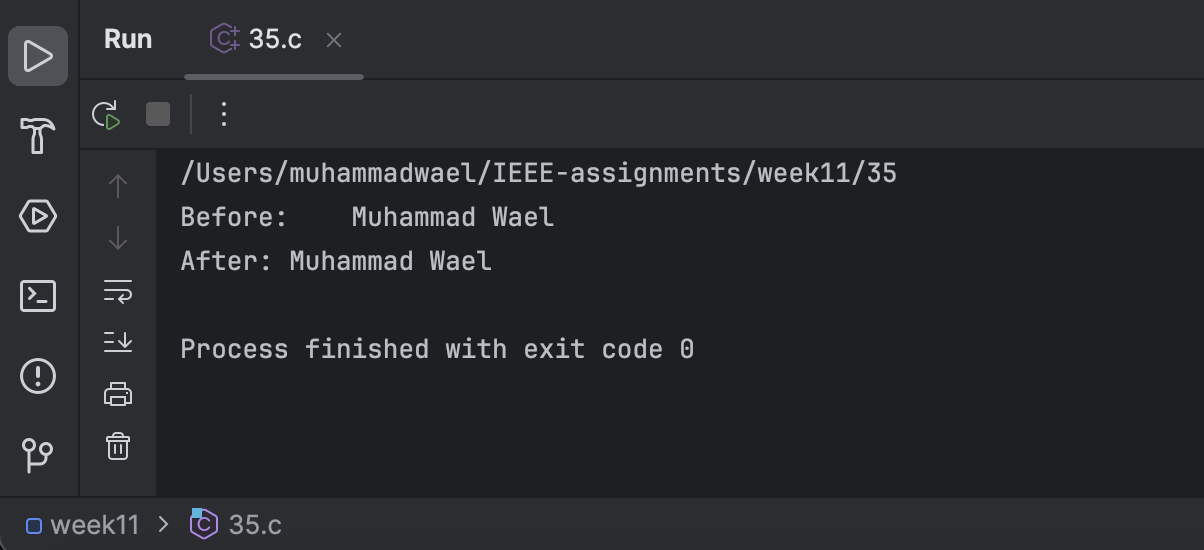 Run 35.c
/Users/muhammadwael/IEEE-assignments/week11/35
Before:    Muhammad Wael
After: Muhammad Wael
Process finished with exit code 0
week11 > 35.c